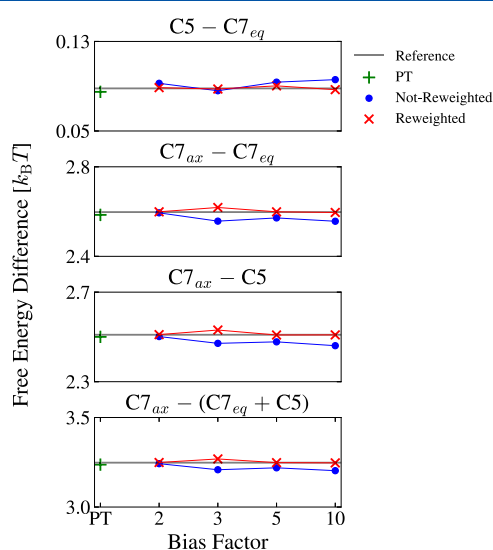 C5 − C7eq
0.13
0.05
Reference
PT
Not-Reweighted
Reweighted
C7ax − C7eq
2.8
2.4
Free Energy Difference [kBT]
C7ax − C5
2.7
2.3
C7ax − (C7eq + C5)
3.5
3.0
PT 2 3 5 10
Bias Factor